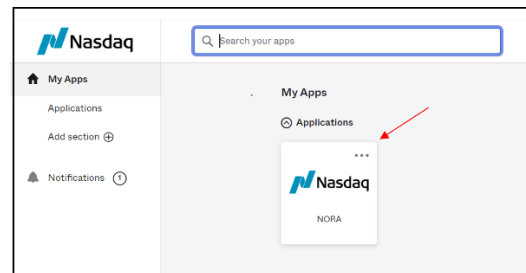 Nasdaq
Search your apps
My Apps
Applications
Add section
Notifications 1
My Apps
Applications
Nasdaq
NORA